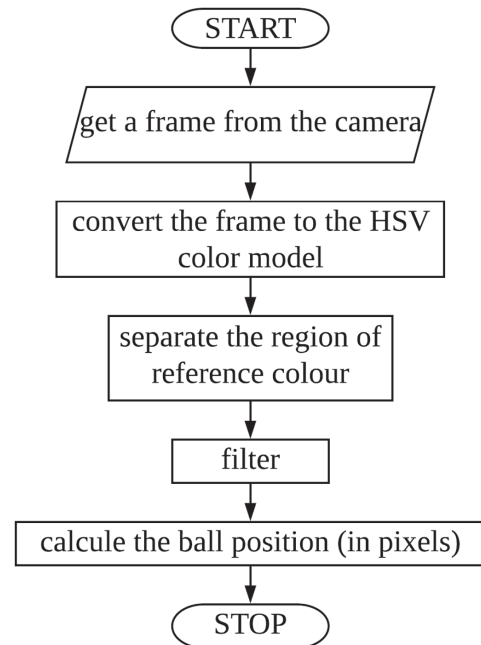 START
get a frame from the camera
convert the frame to the HSV
color model
separate the region of
reference colour
filter
calcule the ball position (in pixels)
STOP